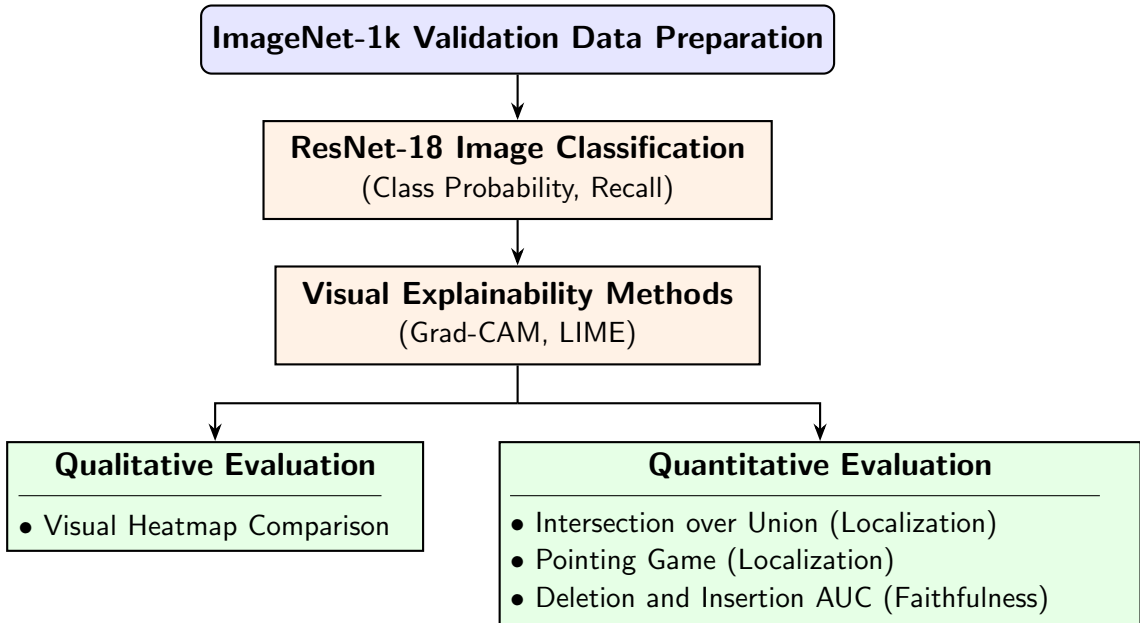 ImageNet-1k Validation Data Preparation
ResNet-18 Image Classification
(Class Probability, Recall)
Visual Explainability Methods
(Grad-CAM, LIME)
Qualitative Evaluation
• Visual Heatmap Comparison
Quantitative Evaluation
• Intersection over Union (Localization)
• Pointing Game (Localization)
• Deletion and Insertion AUC (Faithfulness)